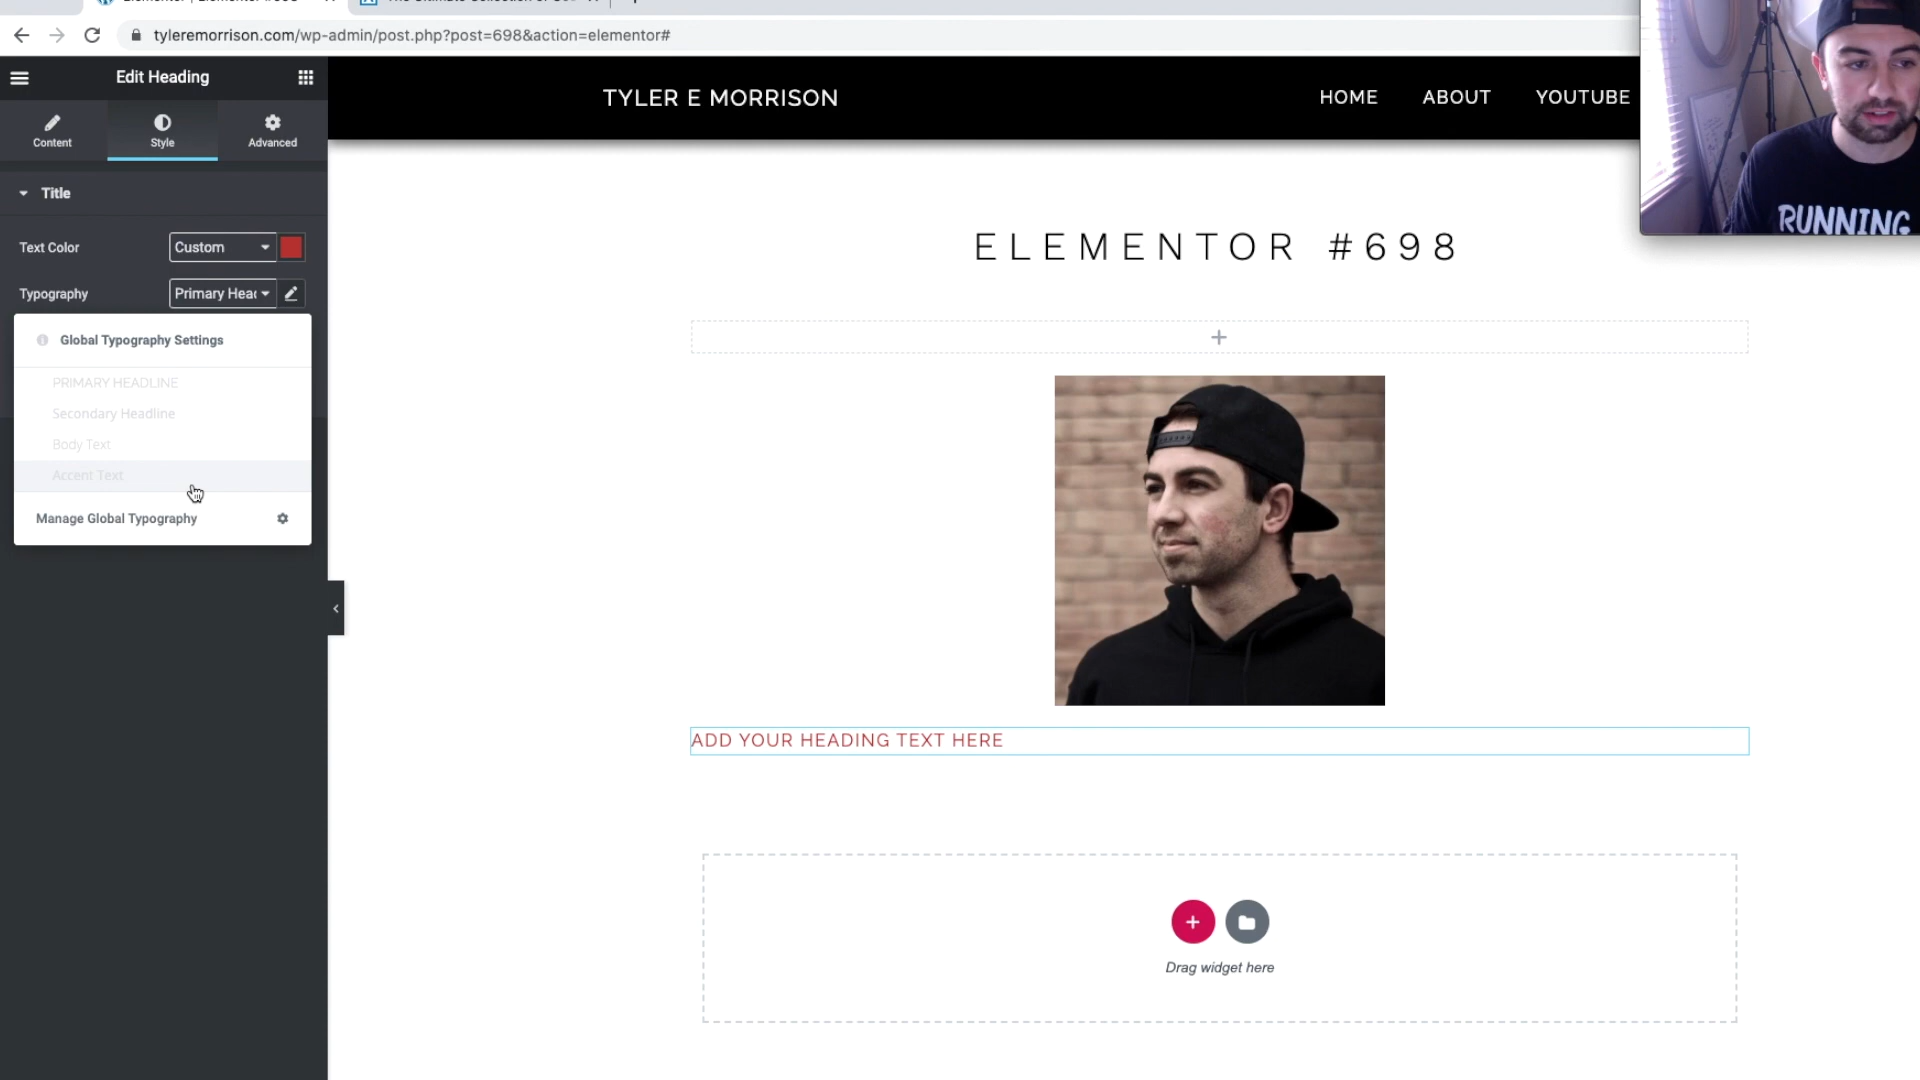 tyleremorrison.com/wp-admin/post.php?post=698&action=elementor#
Edit Heading
Content
Style
Advanced
Title
Text Color
Custom
Typography
Primary Head
Global Typography Settings
PRIMARY HEADLINE
Secondary Headline
Body Text
Accent Text
Manage Global Typography
TYLER E MORRISON
HOME
ABOUT
YOUTUBE
RUNNING
ELEMENTOR #698
ADD YOUR HEADING TEXT HERE
Drag widget here